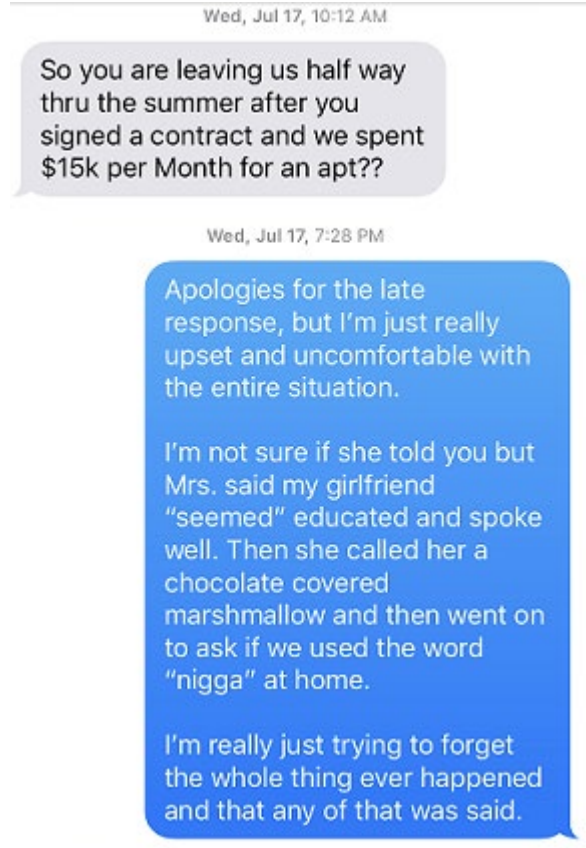 Wed, Jul 17, 10:12 AM
So you are leaving us half way
thru the summer after you
signed a contract and we spent
$15k per Month for an apt??
Wed, Jul 17, 7:28 PM
Apologies for the late
response, but I’m just really
upset and uncomfortable with
the entire situation.
I’m not sure if she told you but
Mrs. said my girlfriend
“seemed” educated and spoke
well. Then she called her a
chocolate covered
marshmallow and then went on
to ask if we used the word
“nigga” at home.
I’m really just trying to forget
the whole thing ever happened
and that any of that was said.